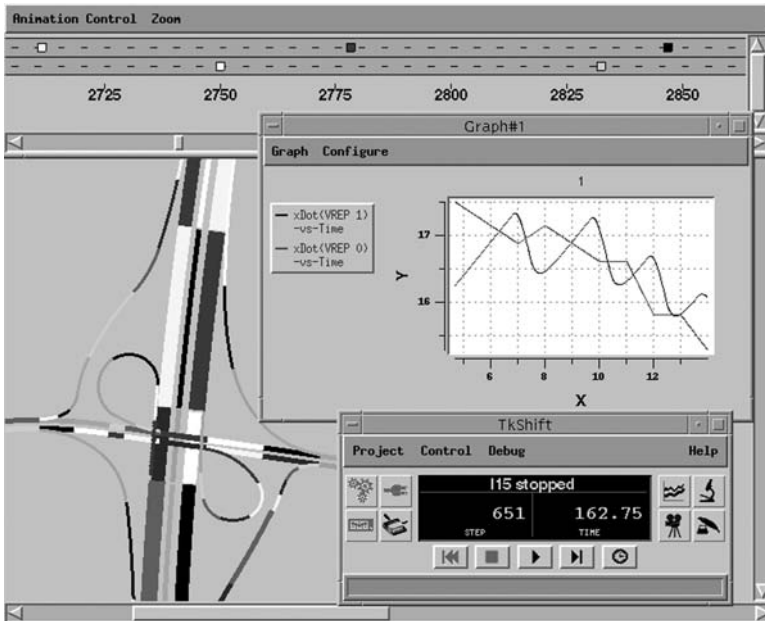 Animation Control Zoom
2725 2750 2775 2800 2825 2850
Graph#1
Graph Configure
1
xDot(VREP 1)
-vs-Time
xDot(VREP 0)
-vs-Time
Y
17
16
6 8 10 12
X
TkShift
Project Control Debug Help
I15 stopped
651 162.75
STEP TIME